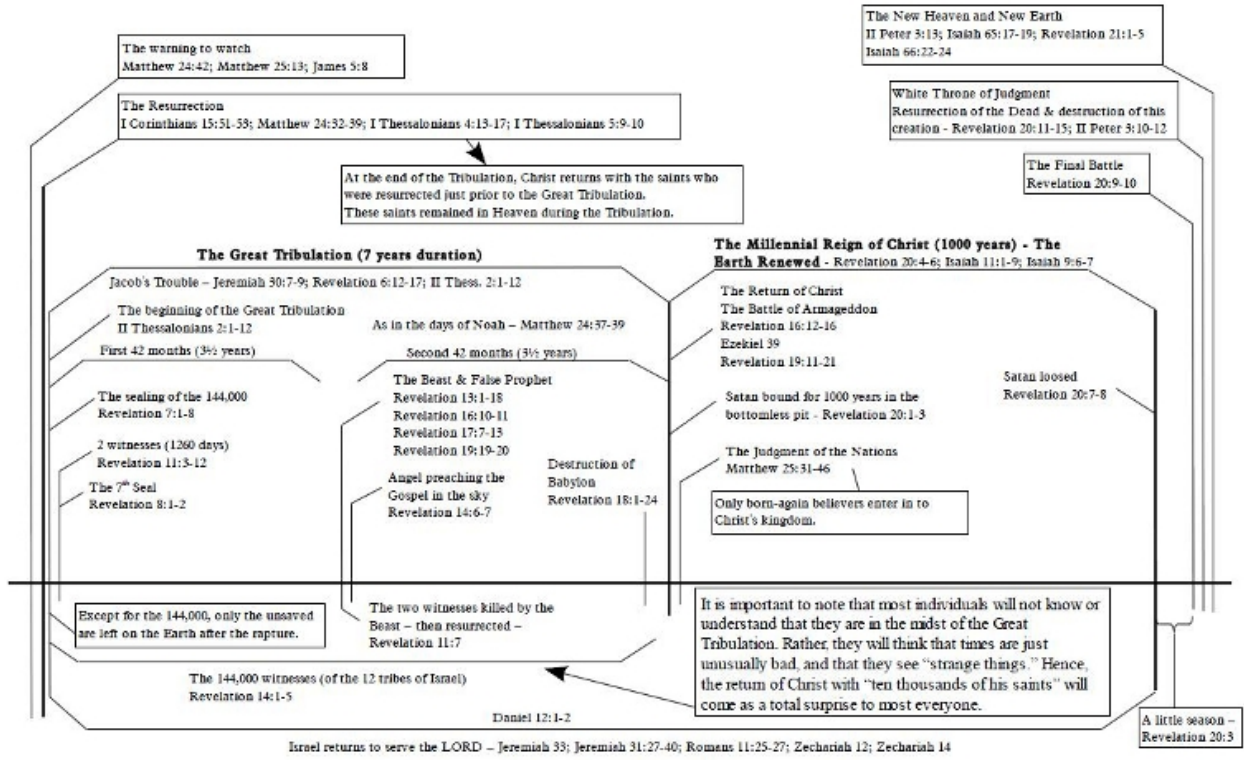 The New Heaven and New Earth
II Peter 3:13; Isaiah 65:17-19; Revelation 21:1-5
Isaiah 66:22-24
The warning to watch
Matthew 24:42; Matthew 25:13; James 5:8
White Throne of Judgment
Resurrection of the Dead & destruction of this
creation - Revelation 20:11-15; II Peter 3:10-12
The Resurrection
I Corinthians 15:51-53; Matthew 24:32-39; I Thessalonians 4:13-17; I Thessalonians 5:9-10
The Final Battle
Revelation 20:9-10
At the end of the Tribulation, Christ returns with the saints who
were resurrected just prior to the Great Tribulation.
These saints remained in Heaven during the Tribulation.
The Great Tribulation (7 years duration)
Jacob's Trouble – Jeremiah 30:7-9; Revelation 6:12-17; II Thess. 2:1-12
The beginning of the Great Tribulation
II Thessalonians 2:1-12
As in the days of Noah – Matthew 24:37-39
First 42 months (3½ years)
The sealing of the 144,000
Revelation 7:1-8
2 witnesses (1260 days)
Revelation 11:3-12
The 7th Seal
Revelation 8:1-2
Second 42 months (3½ years)
The Beast & False Prophet
Revelation 13:1-18
Revelation 16:10-11
Revelation 17:7-13
Revelation 19:19-20
Angel preaching the
Gospel in the sky
Revelation 14:6-7
Destruction of
Babylon
Revelation 18:1-24
The Millennial Reign of Christ (1000 years) - The
Earth Renewed - Revelation 20:4-6; Isaiah 11:1-9; Isaiah 9:6-7
The Return of Christ
The Battle of Armageddon
Revelation 16:12-16
Ezekiel 39
Revelation 19:11-21
Satan bound for 1000 years in the
bottomless pit - Revelation 20:1-3
Satan loosed
Revelation 20:7-8
The Judgment of the Nations
Matthew 25:31-46
Only born-again believers enter in to
Christ's kingdom.
Except for the 144,000, only the unsaved
are left on the Earth after the rapture.
The two witnesses killed by the
Beast – then resurrected –
Revelation 11:7
It is important to note that most individuals will not know or
understand that they are in the midst of the Great
Tribulation. Rather, they will think that times are just
unusually bad, and that they see “strange things.” Hence,
the return of Christ with “ten thousands of his saints” will
come as a total surprise to most everyone.
The 144,000 witnesses (of the 12 tribes of Israel)
Revelation 14:1-5
Daniel 12:1-2
A little season –
Revelation 20:3
Israel returns to serve the LORD – Jeremiah 33; Jeremiah 31:27-40; Romans 11:25-27; Zechariah 12; Zechariah 14